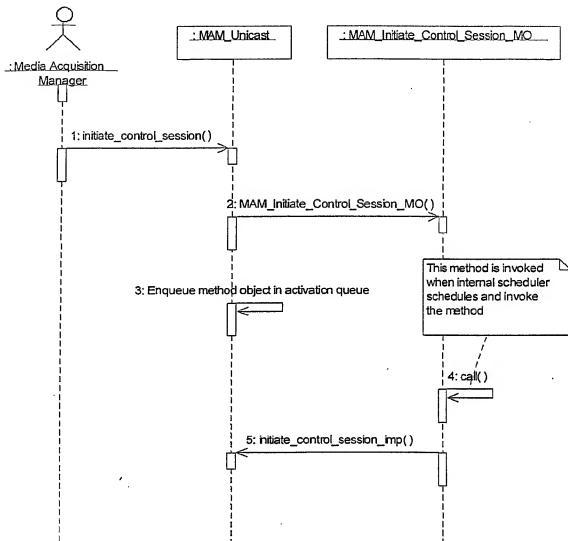 : MAM_Unicast
: MAM_Initiate_Control_Session_MO
: Media Acquisition
Manager
1: initiate_control_session( )
2: MAM_Initiate_Control_Session_MO( )
3: Enqueue method object in activation queue
This method is invoked
when internal scheduler
schedules and invoke
the method
4: call( )
5: initiate_control_session_imp( )